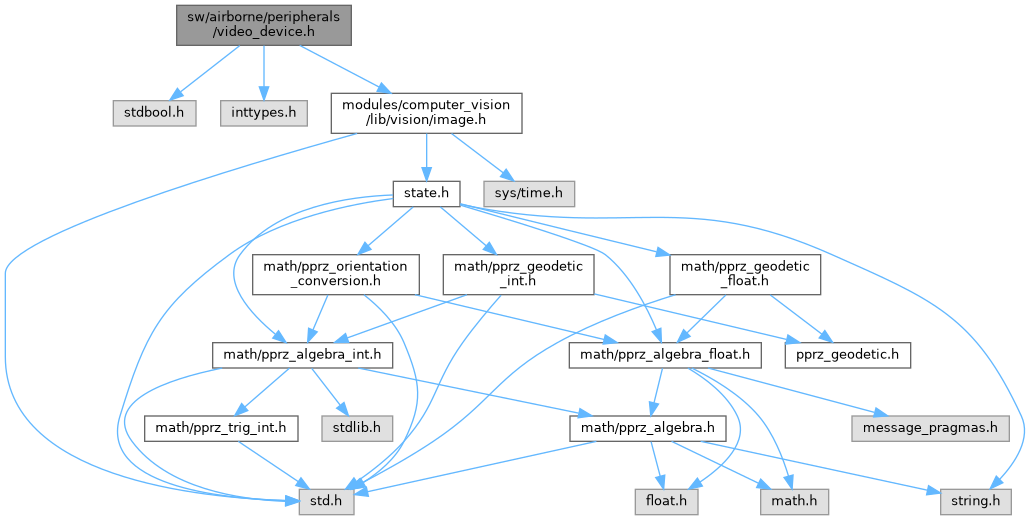 sw/airborne/peripherals
/video_device.h
stdbool.h
inttypes.h
modules/computer_vision
/lib/vision/image.h
state.h
sys/time.h
math/pprz_orientation
_conversion.h
math/pprz_geodetic
_int.h
math/pprz_geodetic
_float.h
math/pprz_algebra_int.h
math/pprz_algebra_float.h
pprz_geodetic.h
math/pprz_trig_int.h
stdlib.h
math/pprz_algebra.h
message_pragmas.h
std.h
float.h
math.h
string.h